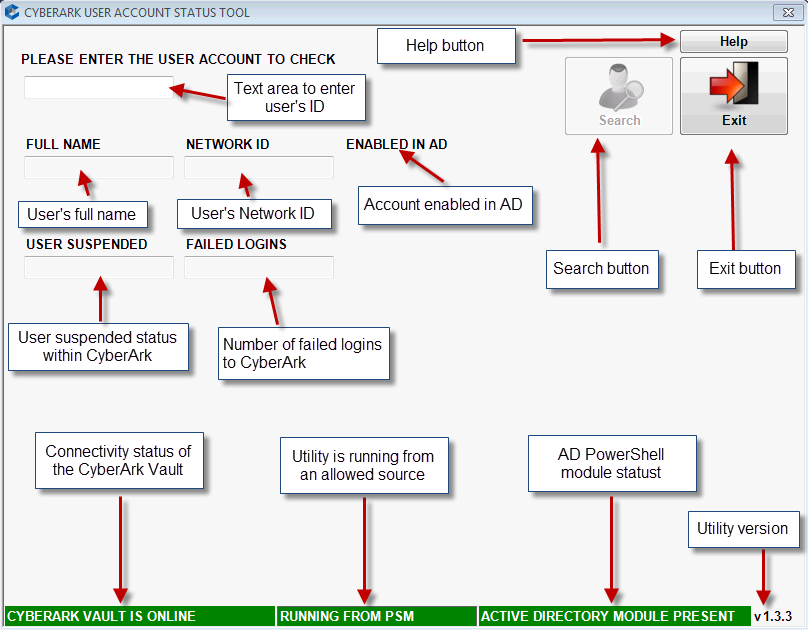 CYBERARK USER ACCOUNT STATUS TOOL
Help button
Help
PLEASE ENTER THE USER ACCOUNT TO CHECK
Text area to enter
user's ID
Search
Exit
FULL NAME
NETWORK ID
ENABLED IN AD
User's full name
User's Network ID
Account enabled in AD
USER SUSPENDED
FAILED LOGINS
Search button
Exit button
User suspended status
within CyberArk
Number of failed logins
to CyberArk
Connectivity status of
the CyberArk Vault
Utility is running from
an allowed source
AD PowerShell
module statust
Utility version
CYBERARK VAULT IS ONLINE
RUNNING FROM PSM
ACTIVE DIRECTORY MODULE PRESENT
v1.3.3